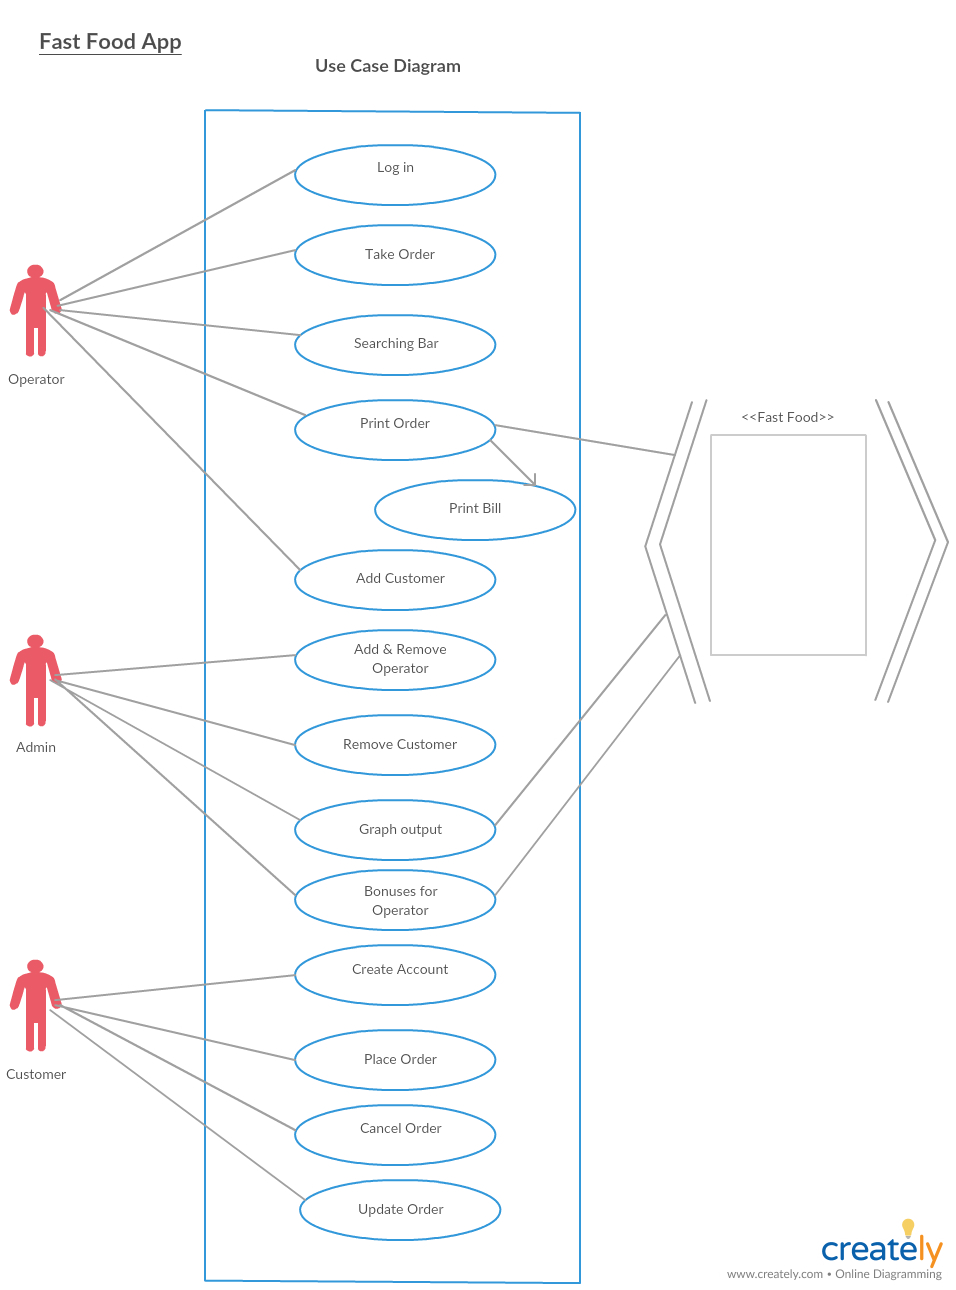 Fast Food App
Use Case Diagram
Log in
Take Order
Searching Bar
Operator
Print Order
<<Fast Food>>
Print Bill
Add Customer
Add & Remove
Operator
Admin
Remove Customer
Graph output
Bonuses for
Operator
Create Account
Place Order
Customer
Cancel Order
Update Order
creately
www.creately.com • Online Diagramming